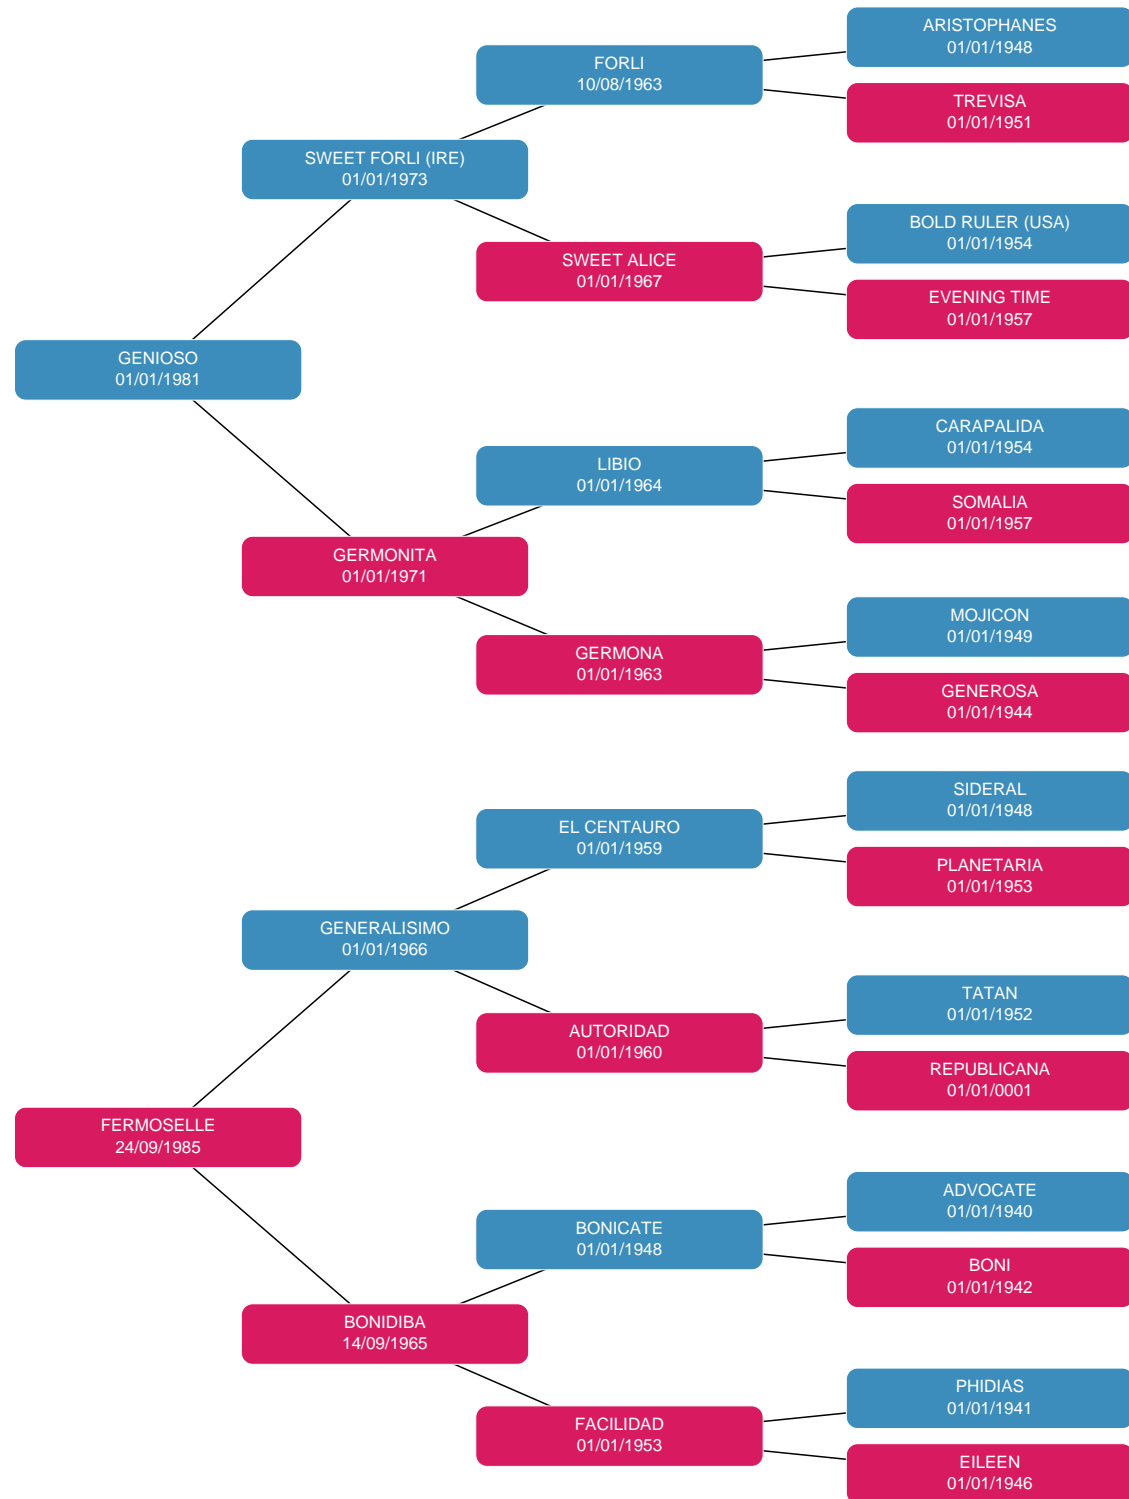 ARISTOPHANES
01/01/1948
FORLI
10/08/1963
TREVISA
01/01/1951
SWEET FORLI (IRE)
01/01/1973
BOLD RULER (USA)
01/01/1954
SWEET ALICE
01/01/1967
EVENING TIME
01/01/1957
GENIOSO
01/01/1981
CARAPALIDA
01/01/1954
LIBIO
01/01/1964
SOMALIA
01/01/1957
GERMONITA
01/01/1971
MOJICON
01/01/1949
GERMONA
01/01/1963
GENEROSA
01/01/1944
SIDERAL
01/01/1948
EL CENTAURO
01/01/1959
PLANETARIA
01/01/1953
GENERALISIMO
01/01/1966
TATAN
01/01/1952
AUTORIDAD
01/01/1960
REPUBLICANA
01/01/0001
FERMOSELLE
24/09/1985
ADVOCATE
01/01/1940
BONICATE
01/01/1948
BONI
01/01/1942
BONIDIBA
14/09/1965
PHIDIAS
01/01/1941
FACILIDAD
01/01/1953
EILEEN
01/01/1946